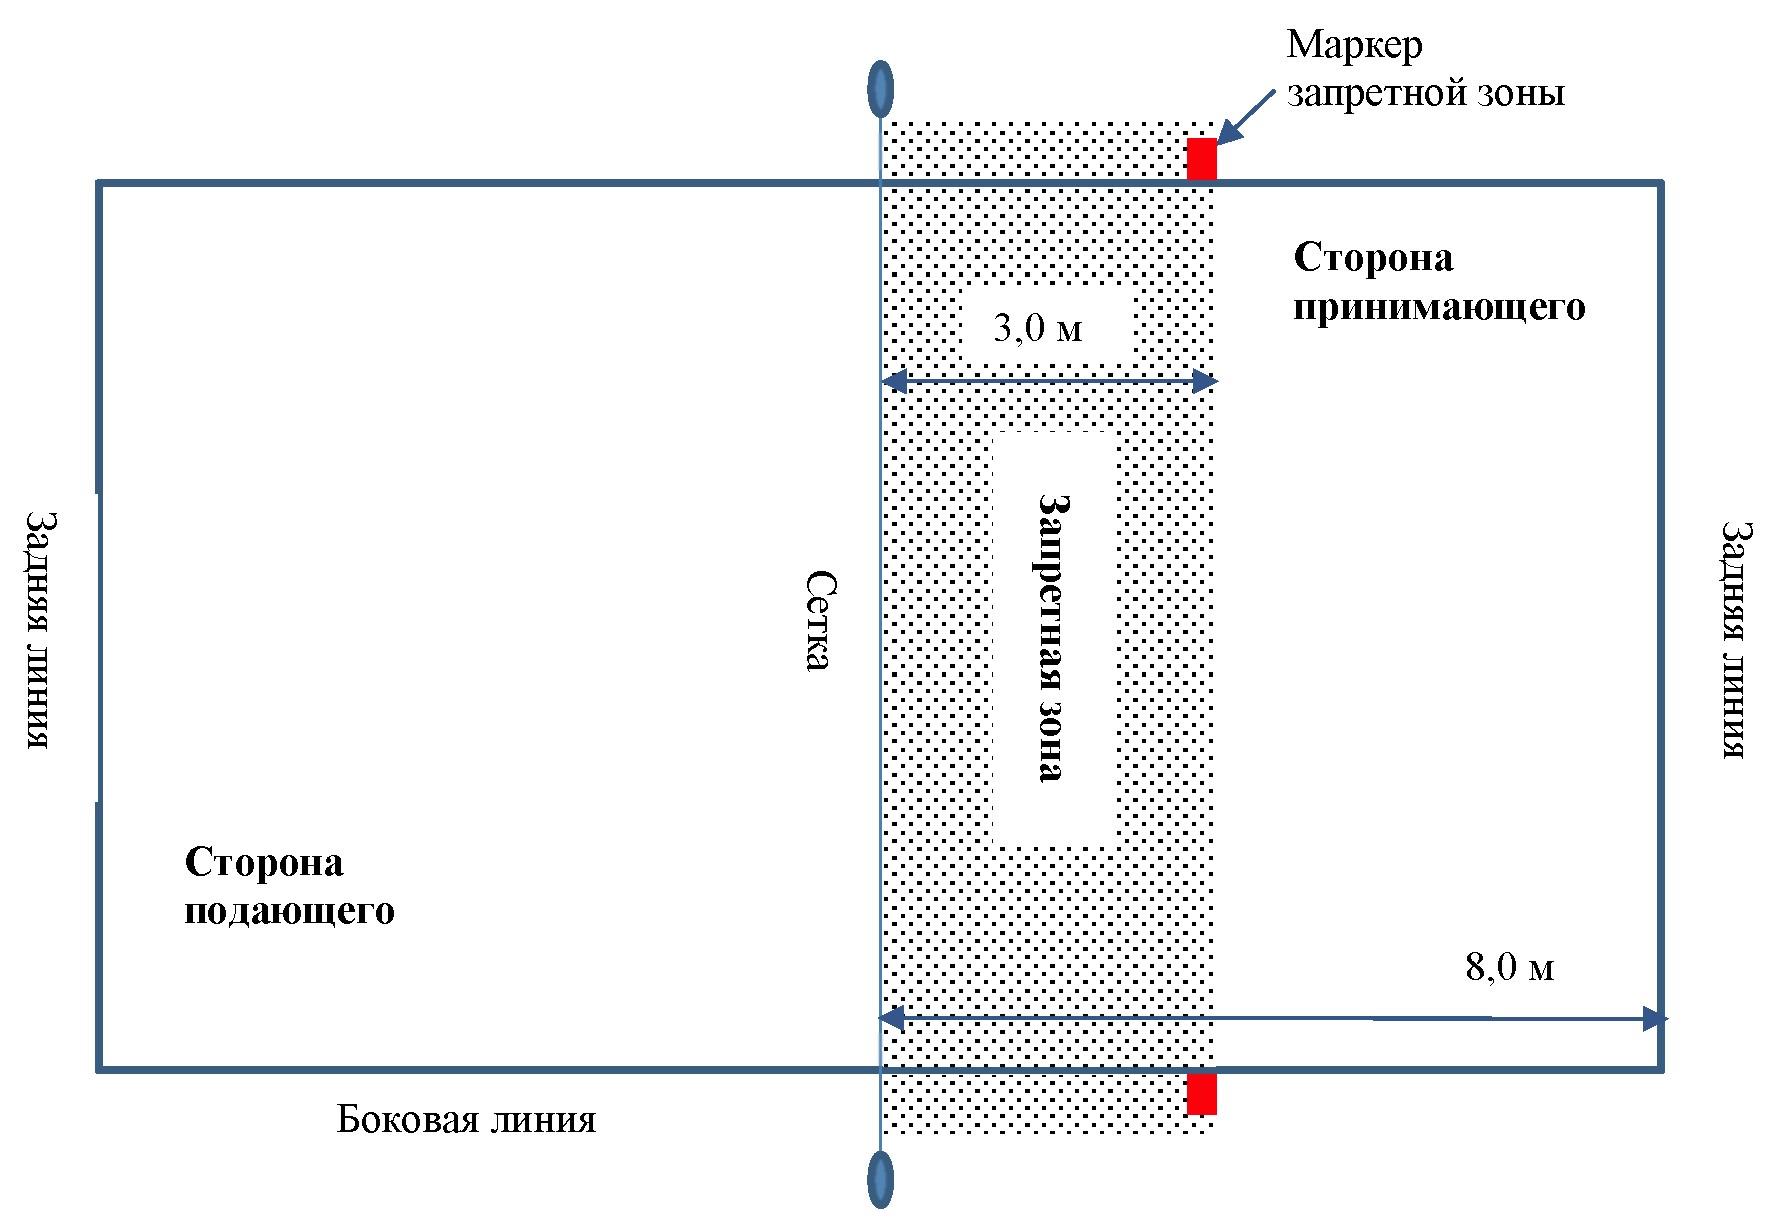 Маркер
запретной зоны
Сторона
принимающего
3,0 м
Задняя линия
Сетка
Запретная зона
Задняя линия
Сторона
подающего
8,0 м
Боковая линия